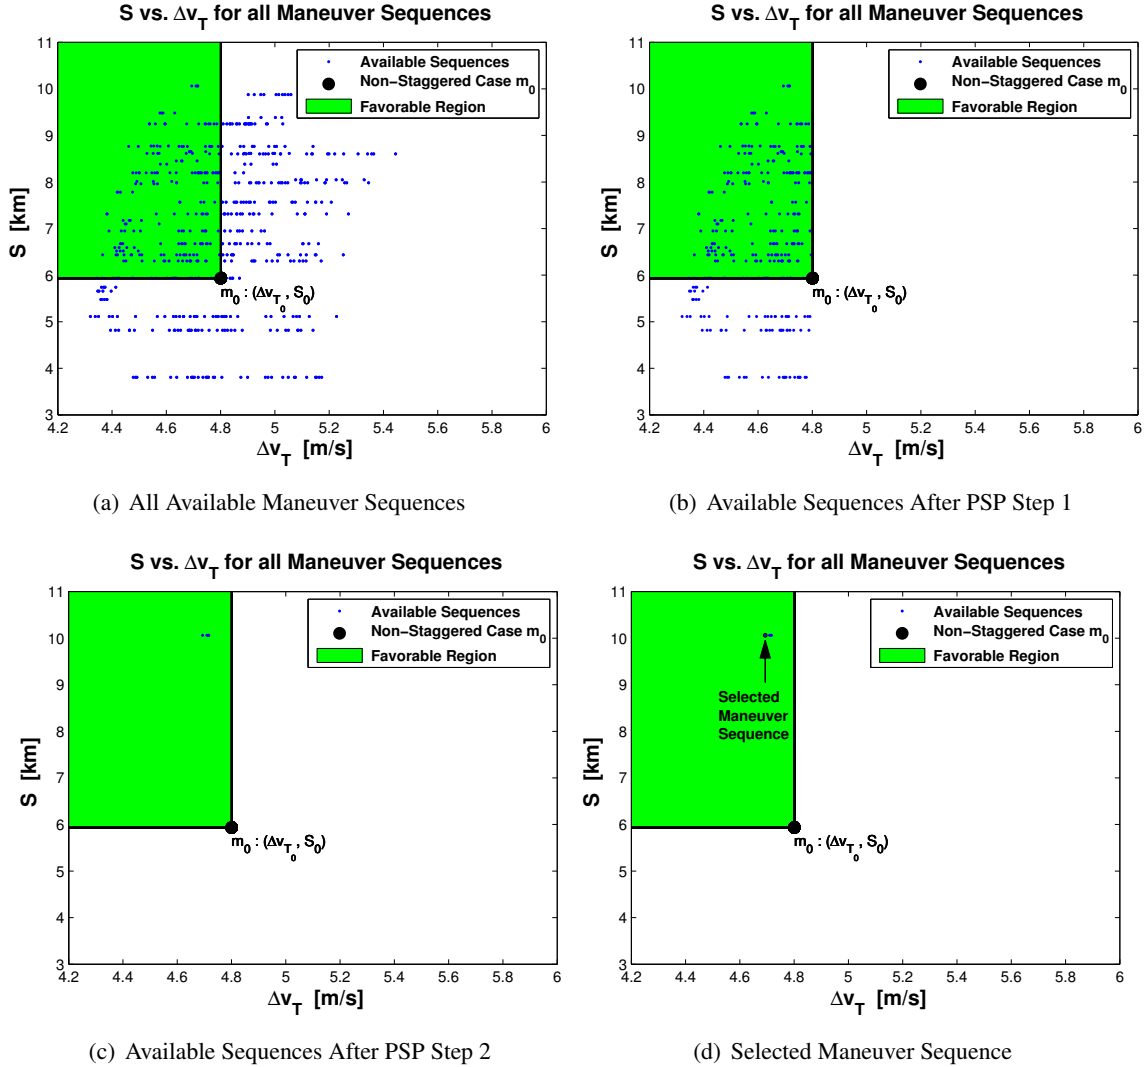 S vs. Δv_T for all Maneuver Sequences
Available Sequences
Non−Staggered Case m_0
Favorable Region
11
10
9
8
7
6
5
4
3
S [km]
m_0 : (Δv_T_0 , S_0)
4.2 4.4 4.6 4.8 5 5.2 5.4 5.6 5.8 6
Δv_T [m/s]
(a) All Available Maneuver Sequences
S vs. Δv_T for all Maneuver Sequences
Available Sequences
Non−Staggered Case m_0
Favorable Region
11
10
9
8
7
6
5
4
3
S [km]
m_0 : (Δv_T_0 , S_0)
4.2 4.4 4.6 4.8 5 5.2 5.4 5.6 5.8 6
Δv_T [m/s]
(b) Available Sequences After PSP Step 1
S vs. Δv_T for all Maneuver Sequences
Available Sequences
Non−Staggered Case m_0
Favorable Region
11
10
9
8
7
6
5
4
3
S [km]
m_0 : (Δv_T_0 , S_0)
4.2 4.4 4.6 4.8 5 5.2 5.4 5.6 5.8 6
Δv_T [m/s]
(c) Available Sequences After PSP Step 2
S vs. Δv_T for all Maneuver Sequences
Available Sequences
Non−Staggered Case m_0
Favorable Region
11
10
9
8
7
6
5
4
3
S [km]
Selected
Maneuver
Sequence
m_0 : (Δv_T_0 , S_0)
4.2 4.4 4.6 4.8 5 5.2 5.4 5.6 5.8 6
Δv_T [m/s]
(d) Selected Maneuver Sequence